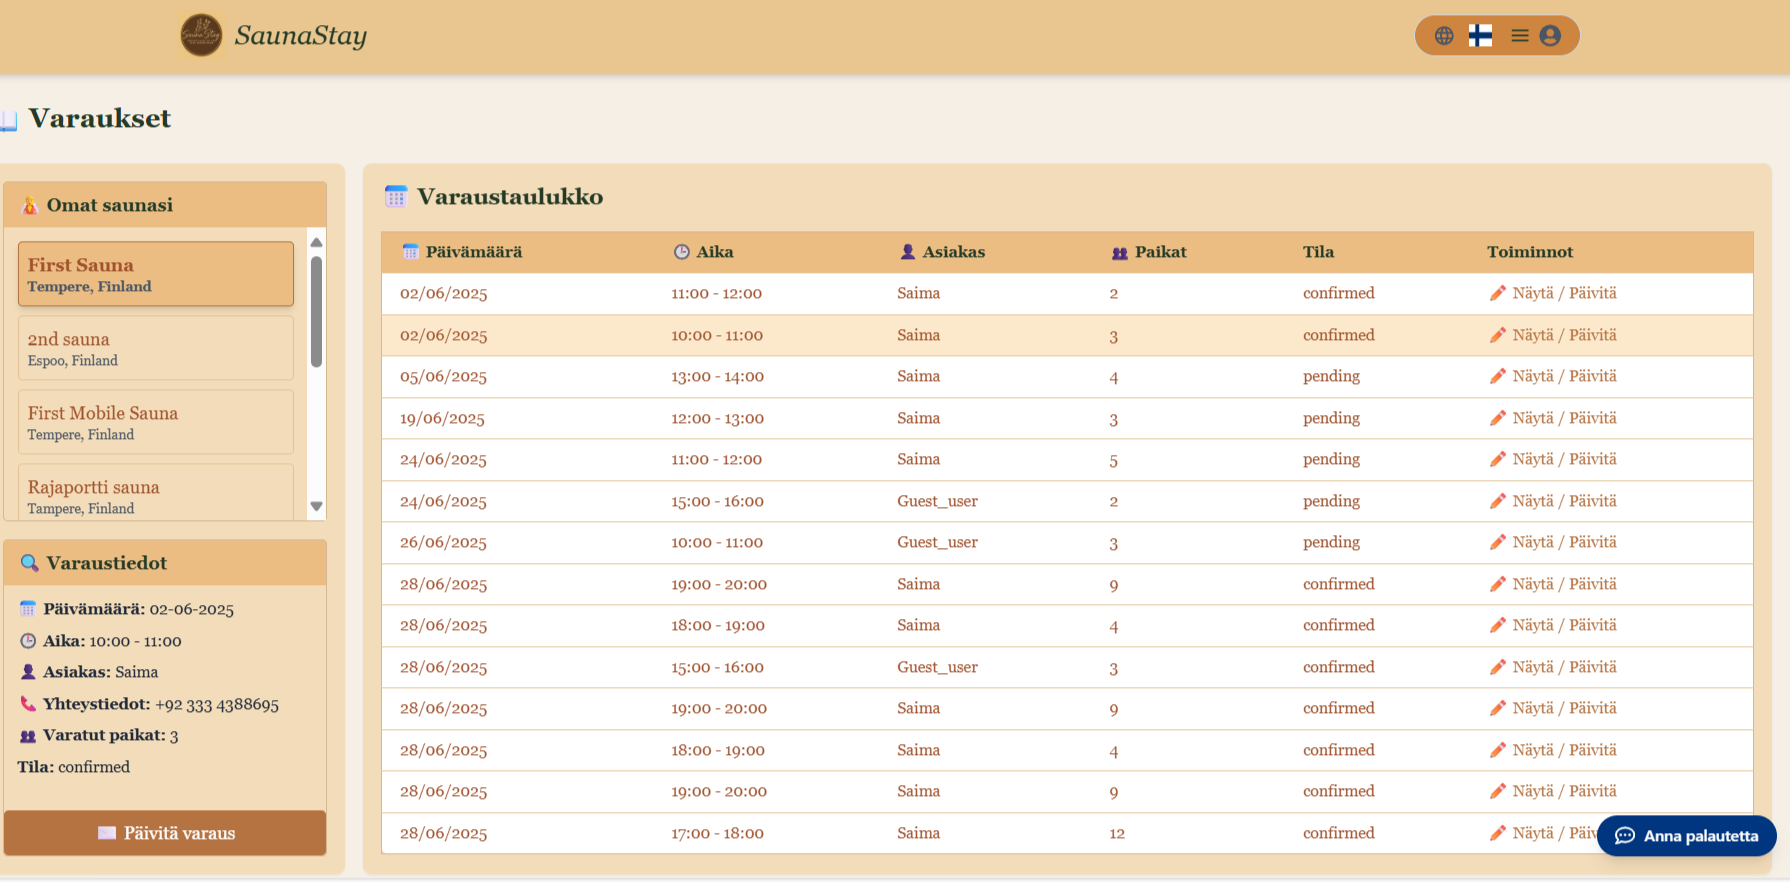 SaunaStay
Varaukset
Omat saunasi
First Sauna
Tempere, Finland
2nd sauna
Espoo, Finland
First Mobile Sauna
Tempere, Finland
Rajaportti sauna
Tampere, Finland
Varaustiedot
Päivämäärä: 02-06-2025
Aika: 10:00 - 11:00
Asiakas: Saima
Yhteystiedot: +92 333 4388695
Varatut paikat: 3
Tila: confirmed
Päivitä varaus
Varaustaulukko
Päivämäärä Aika Asiakas Paikat Tila Toiminnot
02/06/2025 11:00 - 12:00 Saima 2 confirmed Näytä / Päivitä
02/06/2025 10:00 - 11:00 Saima 3 confirmed Näytä / Päivitä
05/06/2025 13:00 - 14:00 Saima 4 pending Näytä / Päivitä
19/06/2025 12:00 - 13:00 Saima 3 pending Näytä / Päivitä
24/06/2025 11:00 - 12:00 Saima 5 pending Näytä / Päivitä
24/06/2025 15:00 - 16:00 Guest_user 2 pending Näytä / Päivitä
26/06/2025 10:00 - 11:00 Guest_user 3 pending Näytä / Päivitä
28/06/2025 19:00 - 20:00 Saima 9 confirmed Näytä / Päivitä
28/06/2025 18:00 - 19:00 Saima 4 confirmed Näytä / Päivitä
28/06/2025 15:00 - 16:00 Guest_user 3 confirmed Näytä / Päivitä
28/06/2025 19:00 - 20:00 Saima 9 confirmed Näytä / Päivitä
28/06/2025 18:00 - 19:00 Saima 4 confirmed Näytä / Päivitä
28/06/2025 19:00 - 20:00 Saima 9 confirmed Näytä / Päivitä
28/06/2025 17:00 - 18:00 Saima 12 confirmed Näytä / Päiv
Anna palautetta